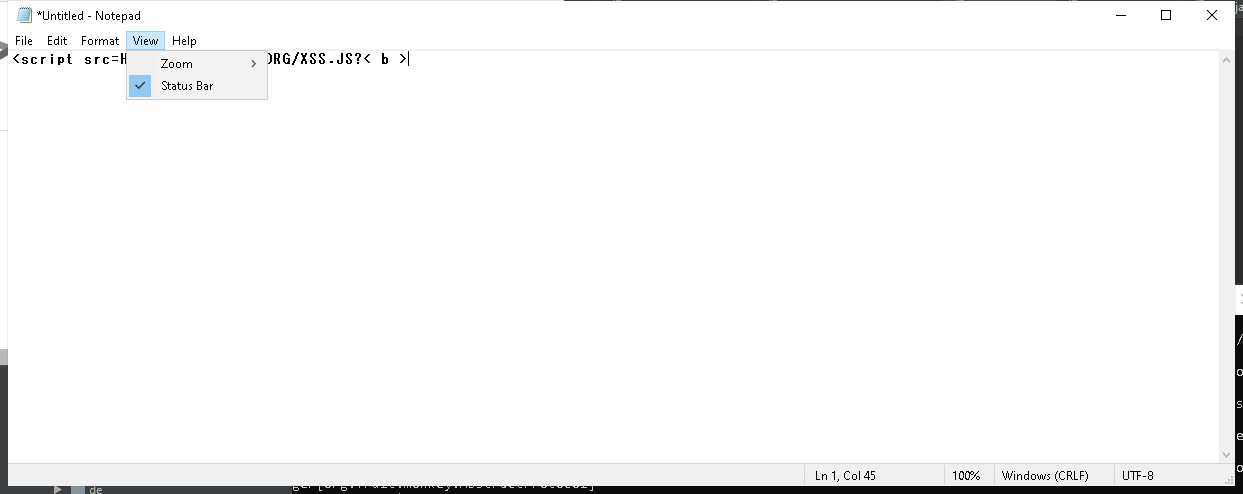 *Untitled - Notepad
File Edit Format View Help
<script src=H ORG/XSS.JS?< b >
Zoom
Status Bar
Ln 1, Col 45 100% Windows (CRLF) UTF-8
de